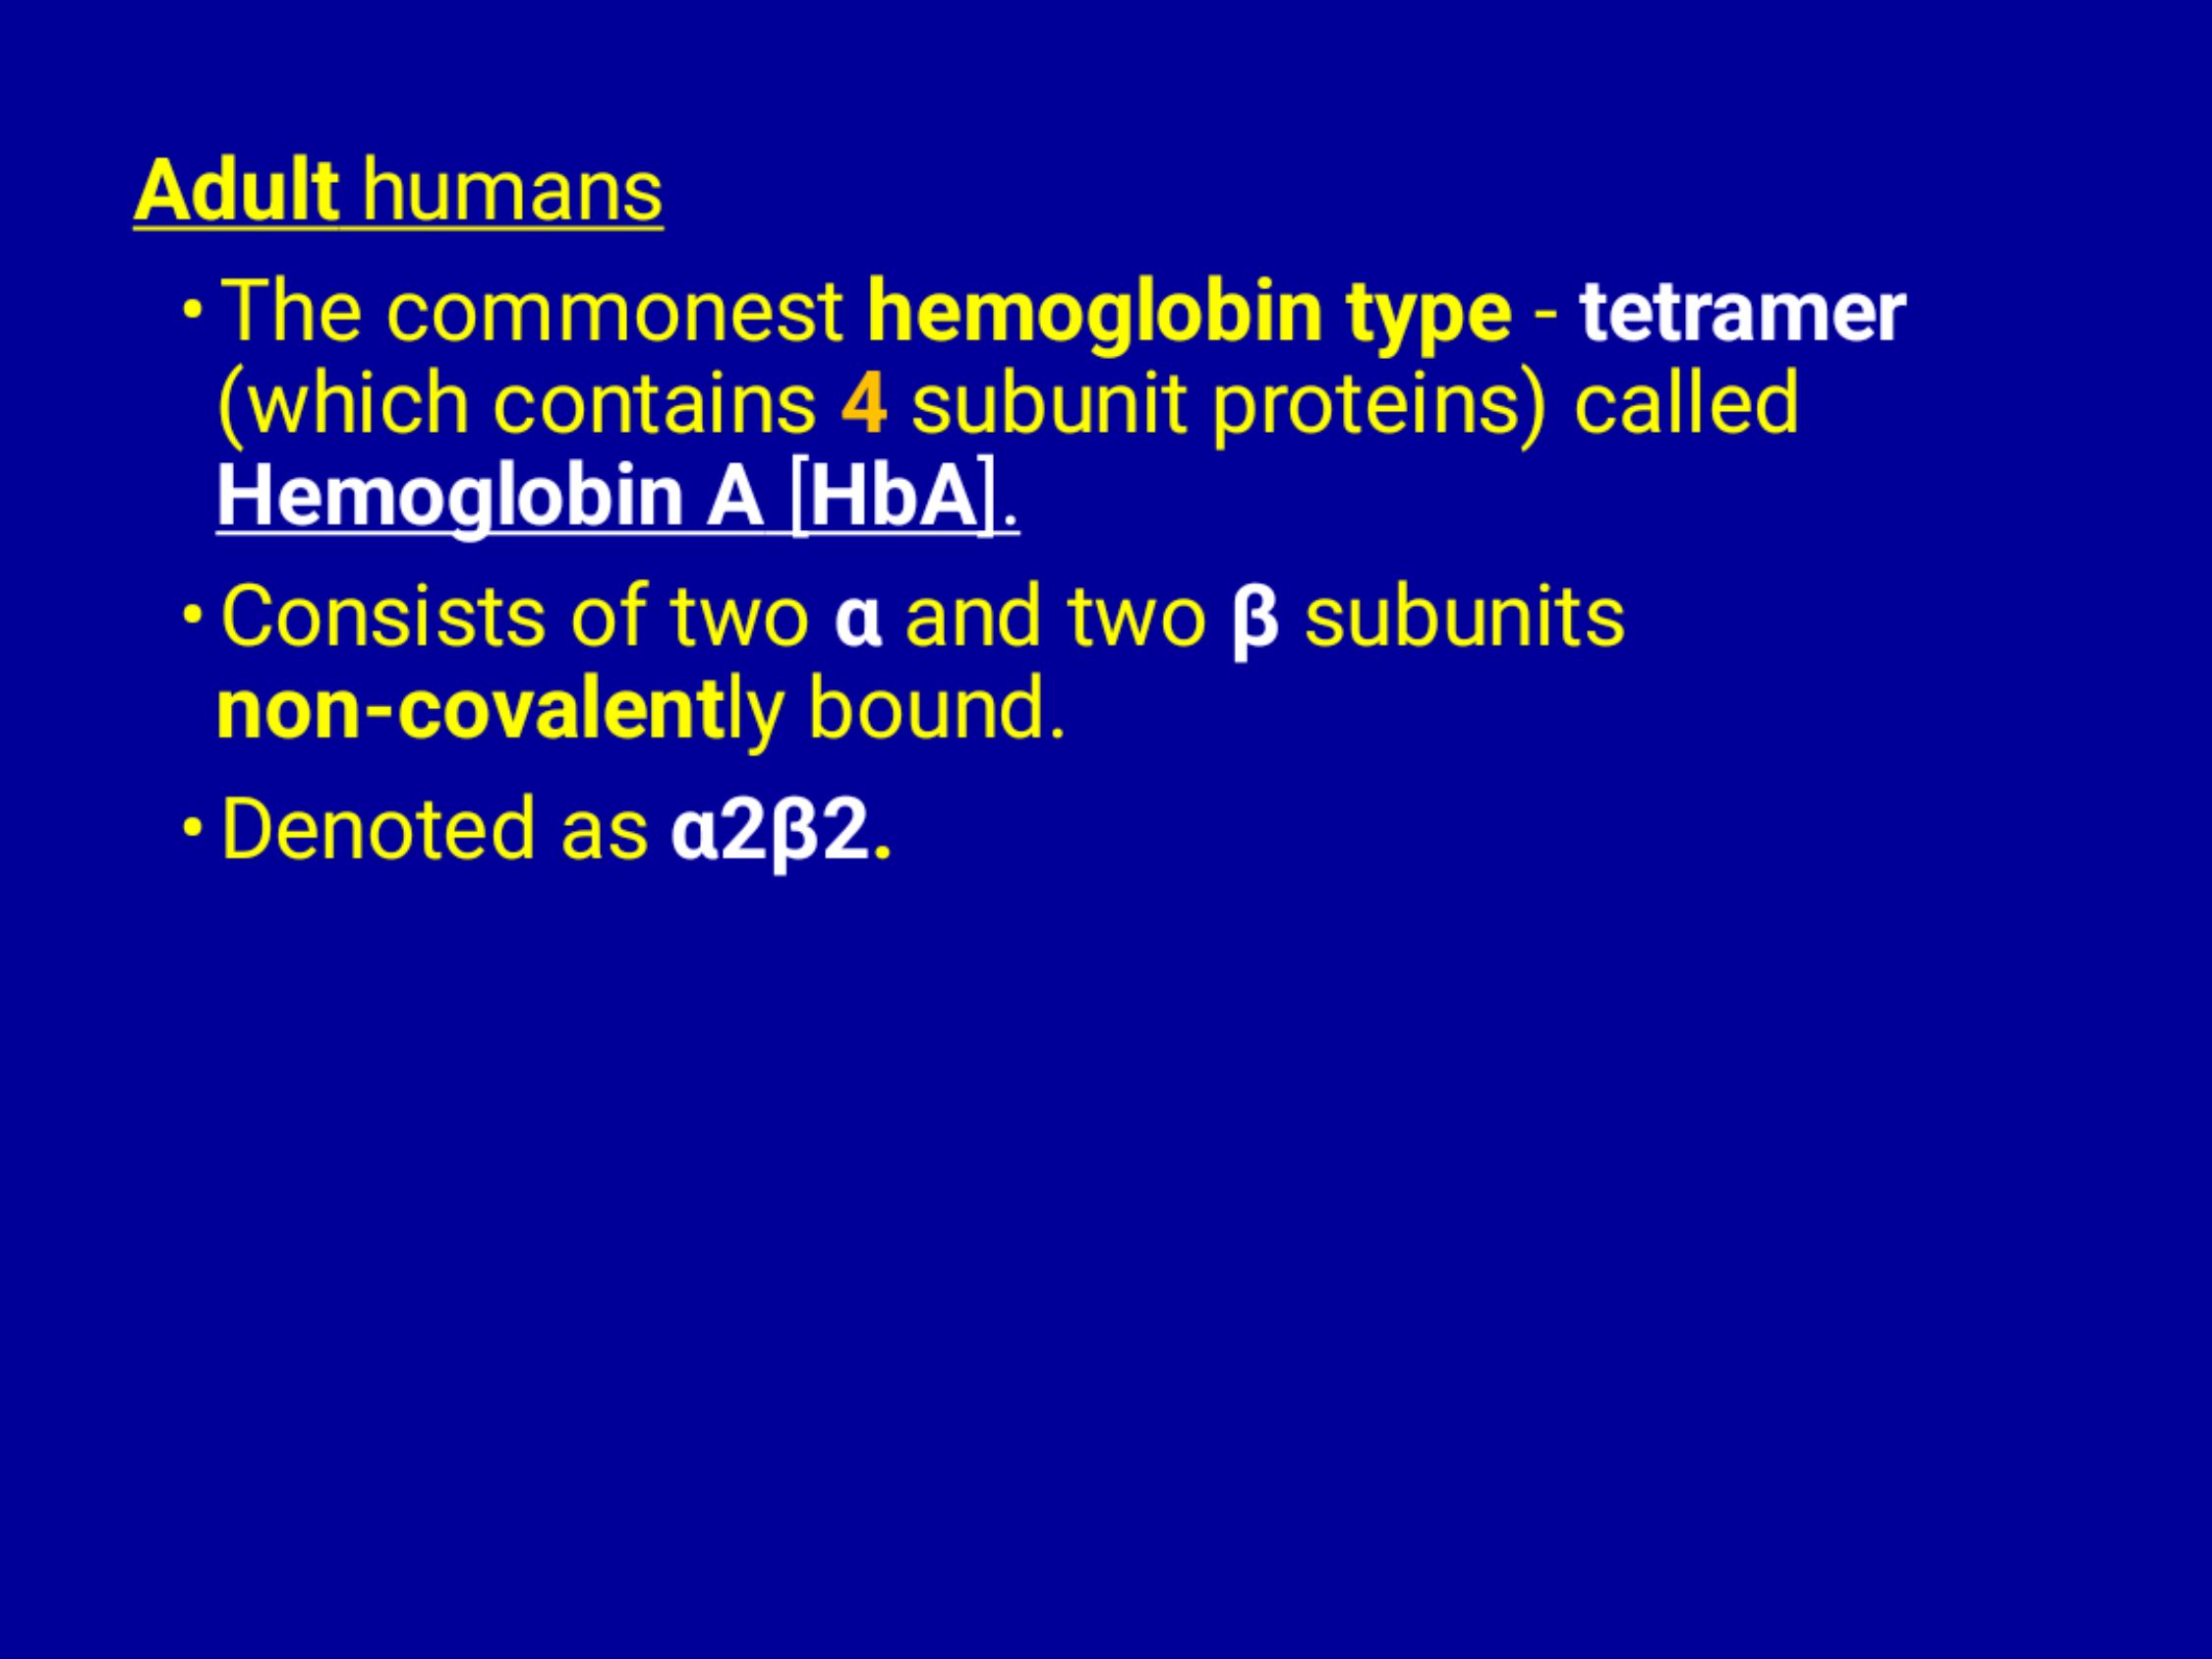 Adult humans
• The commonest hemoglobin type - tetramer
(which contains 4 subunit proteins) called
Hemoglobin A [HbA].
• Consists of two α and two β subunits
non-covalently bound.
• Denoted as α2β2.